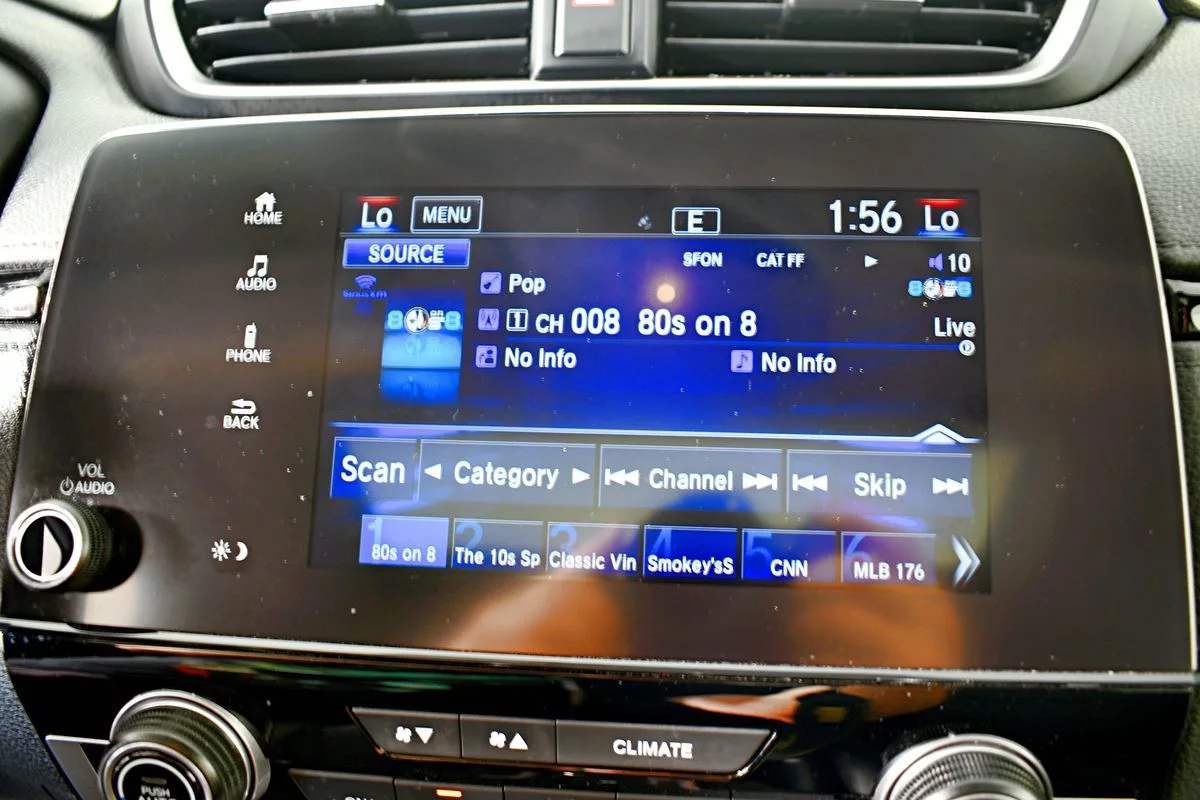 HOME
AUDIO
PHONE
BACK
VOL
AUDIO
Lo MENU E 1:56 Lo
SOURCE SFON CAT FF 10
Pop
1 CH 008 80s on 8 Live
No Info No Info
Scan Category Channel Skip
1 80s on 8
2 The 10s Sp
3 Classic Vin
4 Smokey'sS
5 CNN
6 MLB 176
CLIMATE
PUSH
AUTO